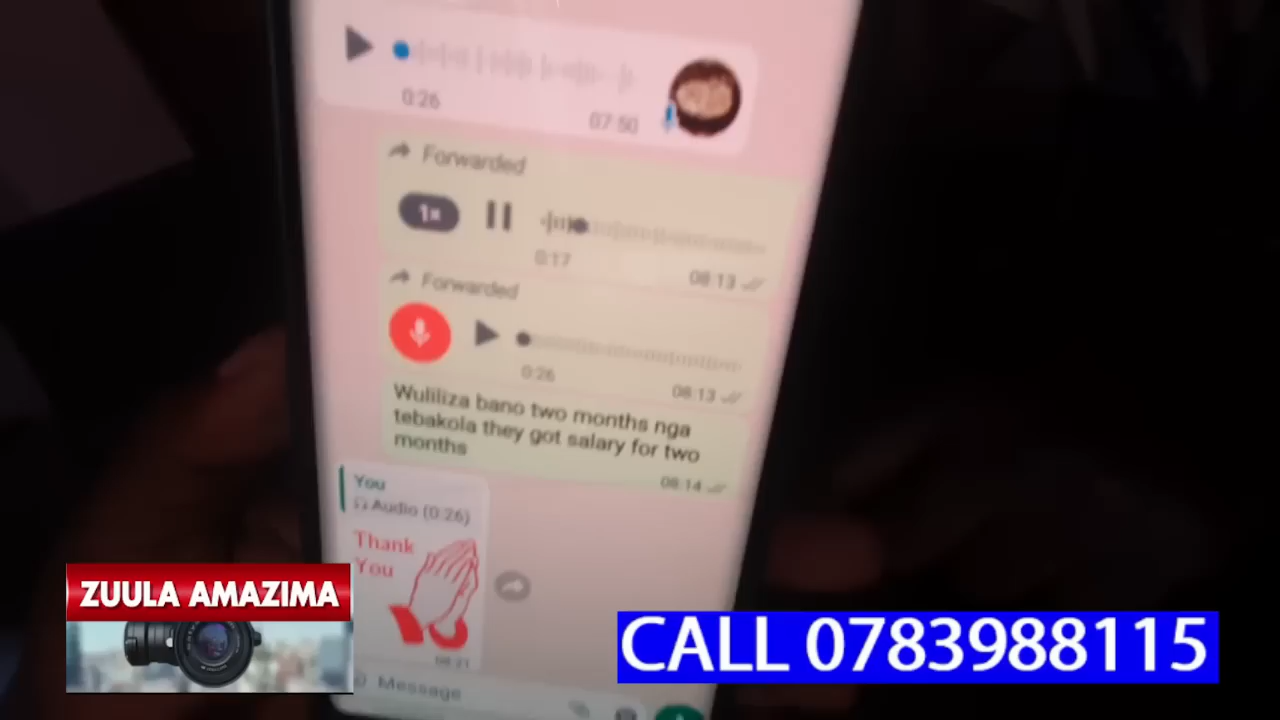 0:26
07:50
Forwarded
1x
0:17
08:13
Forwarded
0:26
08:13
Wuliliza bano two months nga
tebakola they got salary for two
months
08:14
You
Audio (0:26)
Thank
You
08:21
Message
ZUULA AMAZIMA
CALL 0783988115